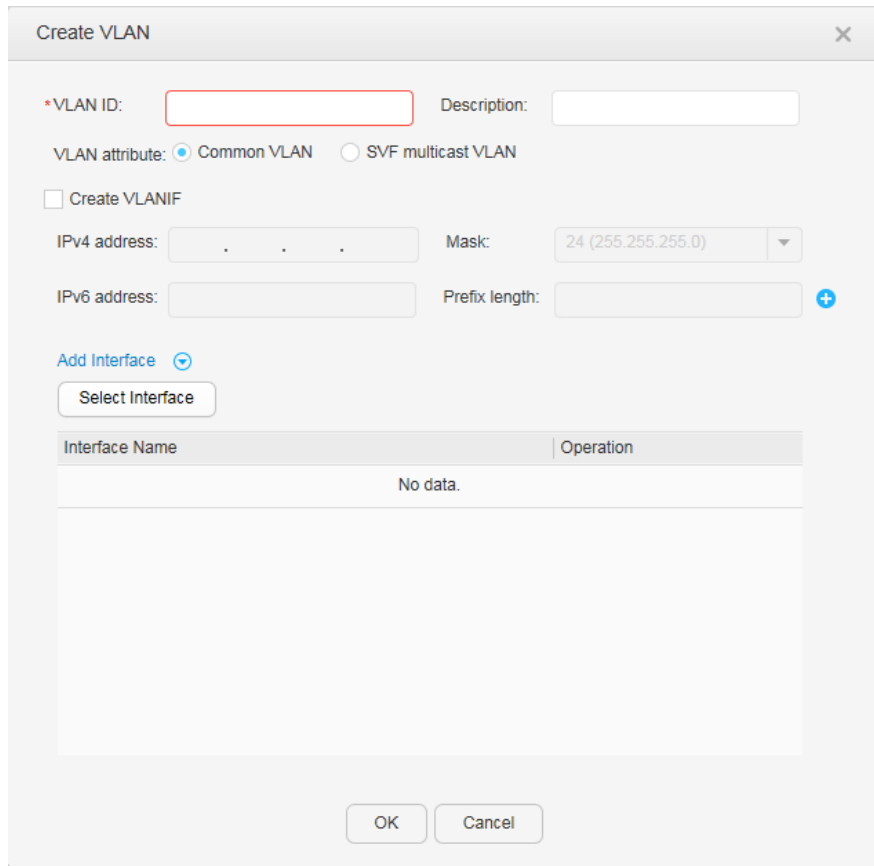 Create VLAN
*VLAN ID: Description:
VLAN attribute: Common VLAN SVF multicast VLAN
Create VLANIF
IPv4 address: . . . Mask: 24 (255.255.255.0)
IPv6 address: Prefix length:
Add Interface
Select Interface
Interface Name Operation
No data.
OK Cancel